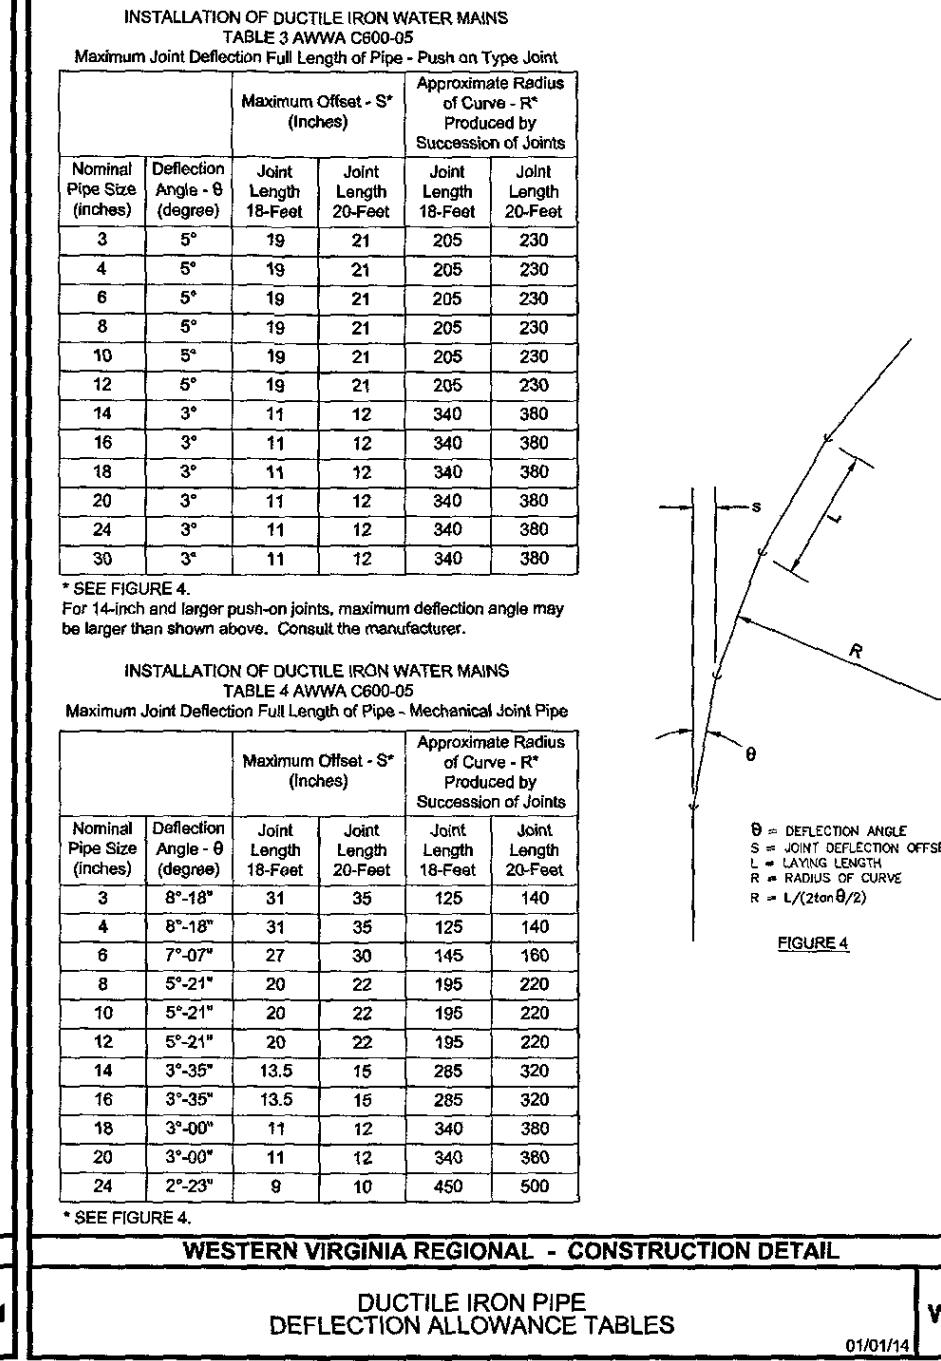 INSTALLATION OF DUCTILE IRON WATER MAINS
TABLE 3 AWWA C600-05
Maximum Joint Deflection Full Length of Pipe - Push on Type Joint
Maximum Offset - S*
(Inches)
Approximate Radius
of Curve - R*
Produced by
Succession of Joints
Nominal Pipe Size (inches) Deflection Angle - θ (degree) Joint Length 18-Feet Joint Length 20-Feet Joint Length 18-Feet Joint Length 20-Feet
3 5° 19 21 205 230
4 5° 19 21 205 230
6 5° 19 21 205 230
8 5° 19 21 205 230
10 5° 19 21 205 230
12 5° 19 21 205 230
14 3° 11 12 340 380
16 3° 11 12 340 380
18 3° 11 12 340 380
20 3° 11 12 340 380
24 3° 11 12 340 380
30 3° 11 12 340 380
* SEE FIGURE 4.
For 14-inch and larger push-on joints, maximum deflection angle may
be larger than shown above. Consult the manufacturer.
INSTALLATION OF DUCTILE IRON WATER MAINS
TABLE 4 AWWA C600-05
Maximum Joint Deflection Full Length of Pipe - Mechanical Joint Pipe
Maximum Offset - S*
(Inches)
Approximate Radius
of Curve - R*
Produced by
Succession of Joints
Nominal Pipe Size (inches) Deflection Angle - θ (degree) Joint Length 18-Feet Joint Length 20-Feet Joint Length 18-Feet Joint Length 20-Feet
3 8°-18" 31 35 125 140
4 8°-18" 31 35 125 140
6 7°-07" 27 30 145 160
8 5°-21" 20 22 195 220
10 5°-21" 20 22 195 220
12 5°-21" 20 22 195 220
14 3°-35" 13.5 15 285 320
16 3°-35" 13.5 15 285 320
18 3°-00" 11 12 340 380
20 3°-00" 11 12 340 380
24 2°-23" 9 10 450 500
* SEE FIGURE 4.
S
L
R
θ
θ = DEFLECTION ANGLE
S = JOINT DEFLECTION OFFSE
L = LAYING LENGTH
R = RADIUS OF CURVE
R = L/(2tan θ/2)
FIGURE 4
WESTERN VIRGINIA REGIONAL - CONSTRUCTION DETAIL
DUCTILE IRON PIPE
DEFLECTION ALLOWANCE TABLES
01/01/14